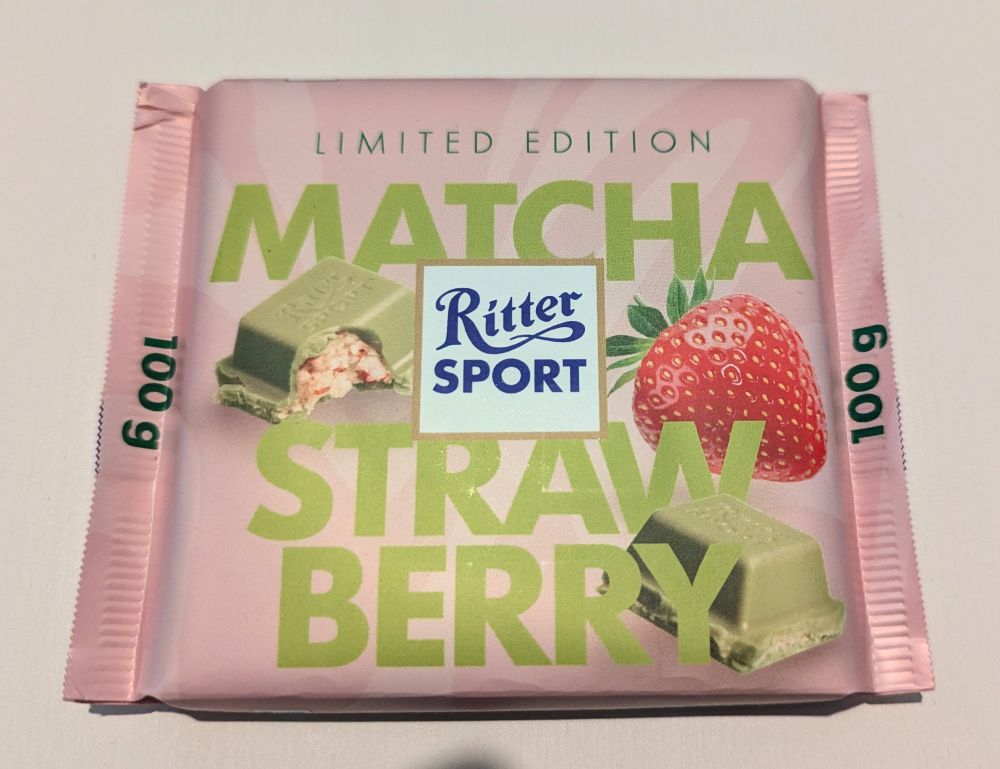 LIMITED EDITION
MATCHA
Ritter
SPORT
STRAW
BERRY
100 g
100 g